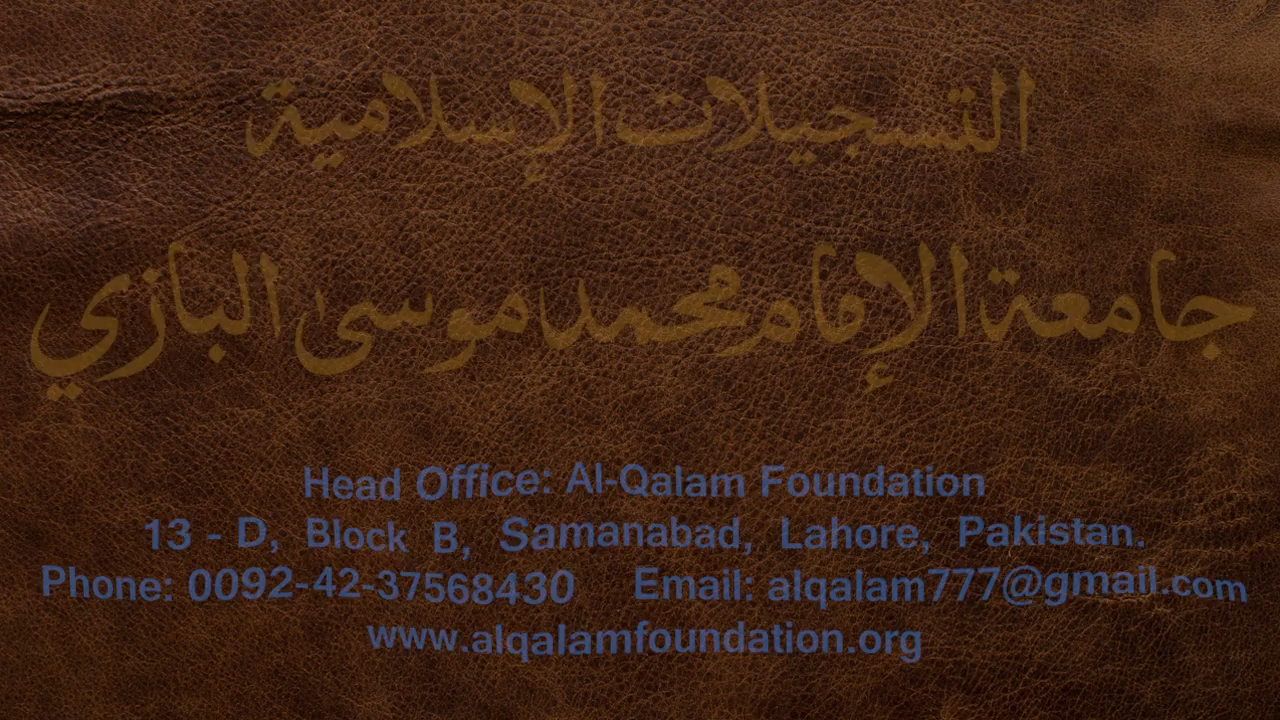 التسجيلات الإسلامية
جامعة الإمام محمد موسى البازي
Head Office: Al-Qalam Foundation
13 - D, Block B, Samanabad, Lahore, Pakistan.
Phone: 0092-42-37568430 Email: alqalam777@gmail.com
www.alqalamfoundation.org